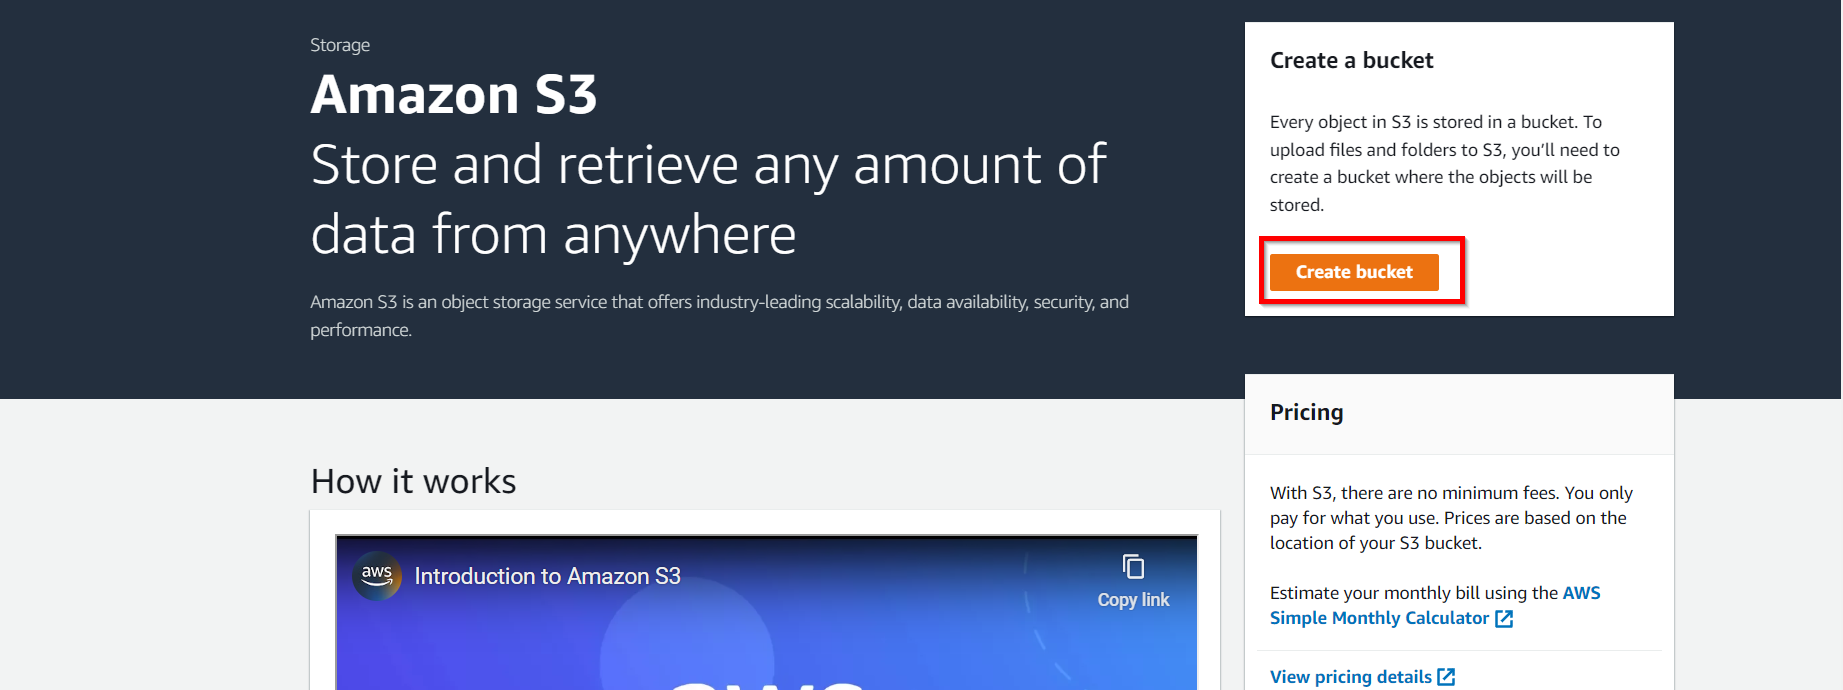 Storage
Amazon S3
Store and retrieve any amount of
data from anywhere
Amazon S3 is an object storage service that offers industry-leading scalability, data availability, security, and
performance.
Create a bucket
Every object in S3 is stored in a bucket. To
upload files and folders to S3, you’ll need to
create a bucket where the objects will be
stored.
Create bucket
How it works
aws
Introduction to Amazon S3
Copy link
aws
Pricing
With S3, there are no minimum fees. You only
pay for what you use. Prices are based on the
location of your S3 bucket.
Estimate your monthly bill using the AWS
Simple Monthly Calculator
View pricing details